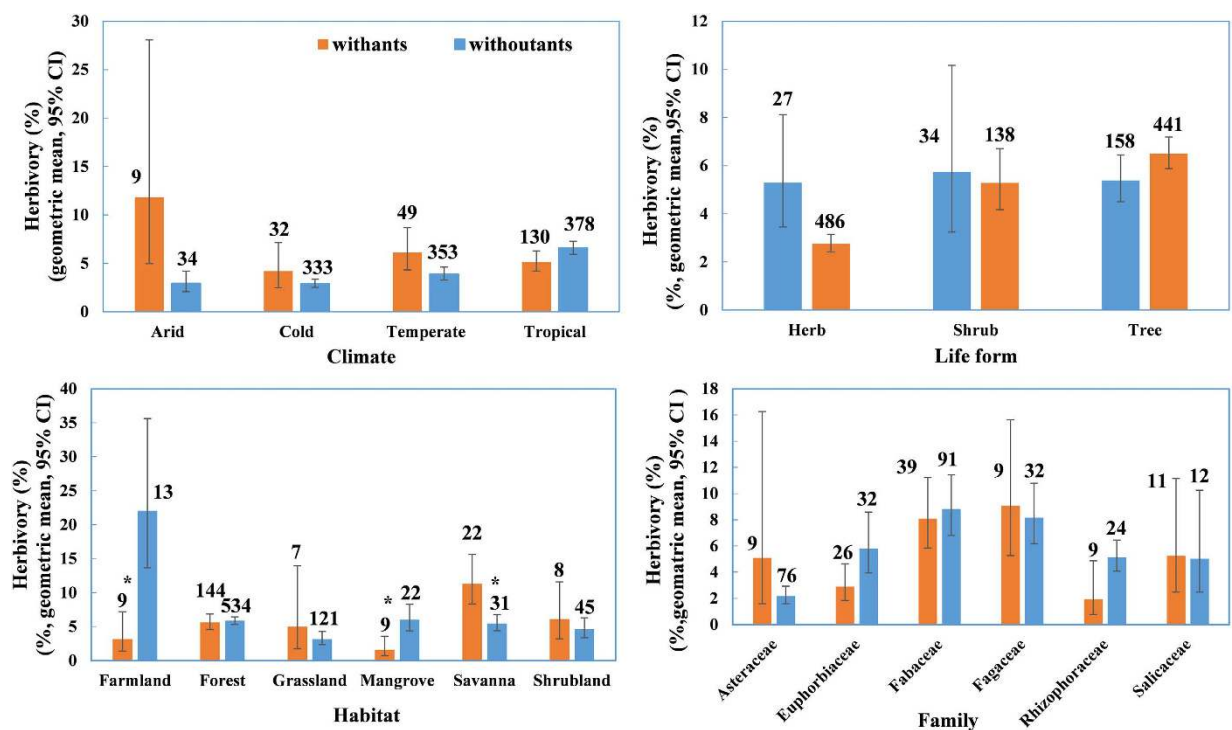 Herbivory (%)
(geometric mean, 95% CI)
30
25
20
15
10
5
0
withants
withoutants
9
34
32
333
49
353
130
378
Arid
Cold
Temperate
Tropical
Climate
Herbivory (%)
(%, geometric mean,95% CI)
12
10
8
6
4
2
0
27
486
34
138
158
441
Herb
Shrub
Tree
Life form
Herbivory (%)
(%, geometric mean, 95% CI)
40
35
30
25
20
15
10
5
0
*
9
13
144
534
7
121
*
9
22
22
*
31
8
45
Farmland
Forest
Grassland
Mangrove
Savanna
Shrubland
Habitat
Herbivory (%)
(%,geomatric mean, 95% CI )
18
16
14
12
10
8
6
4
2
0
9
76
26
32
39
91
9
32
9
24
11
12
Asteraceae
Euphorbiaceae
Fabaceae
Fagaceae
Rhizophoraceae
Salicaceae
Family